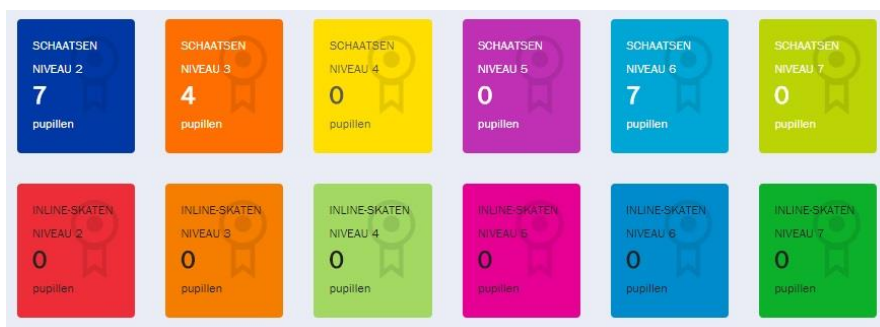 SCHAATSEN
NIVEAU 2
7
pupillen
SCHAATSEN
NIVEAU 3
4
pupillen
SCHAATSEN
NIVEAU 4
0
pupillen
SCHAATSEN
NIVEAU 5
0
pupillen
SCHAATSEN
NIVEAU 6
7
pupillen
SCHAATSEN
NIVEAU 7
0
pupillen
INLINE-SKATEN
NIVEAU 2
0
pupillen
INLINE-SKATEN
NIVEAU 3
0
pupillen
INLINE-SKATEN
NIVEAU 4
0
pupillen
INLINE-SKATEN
NIVEAU 5
0
pupillen
INLINE-SKATEN
NIVEAU 6
0
pupillen
INLINE-SKATEN
NIVEAU 7
0
pupillen